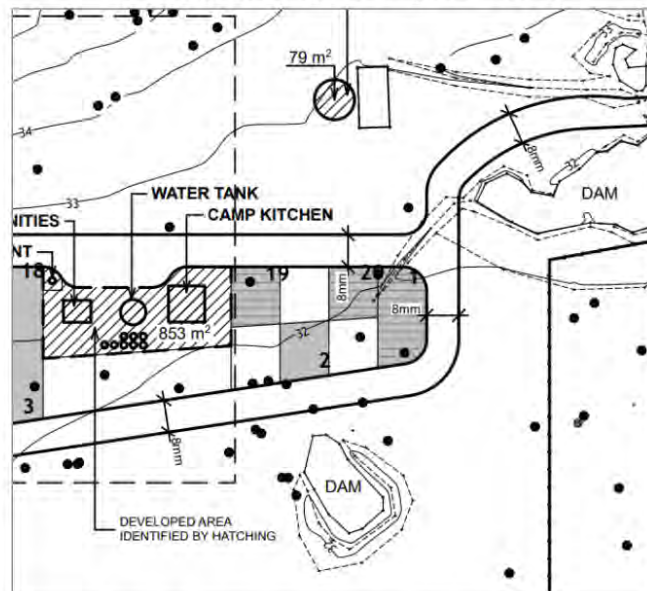 79 m²
34
33
WATER TANK
NITIES
CAMP KITCHEN
NT
18
19
20
1
853 m²
32
2
3
8mm
8mm
8mm
8mm
32
DAM
DAM
DEVELOPED AREA
IDENTIFIED BY HATCHING